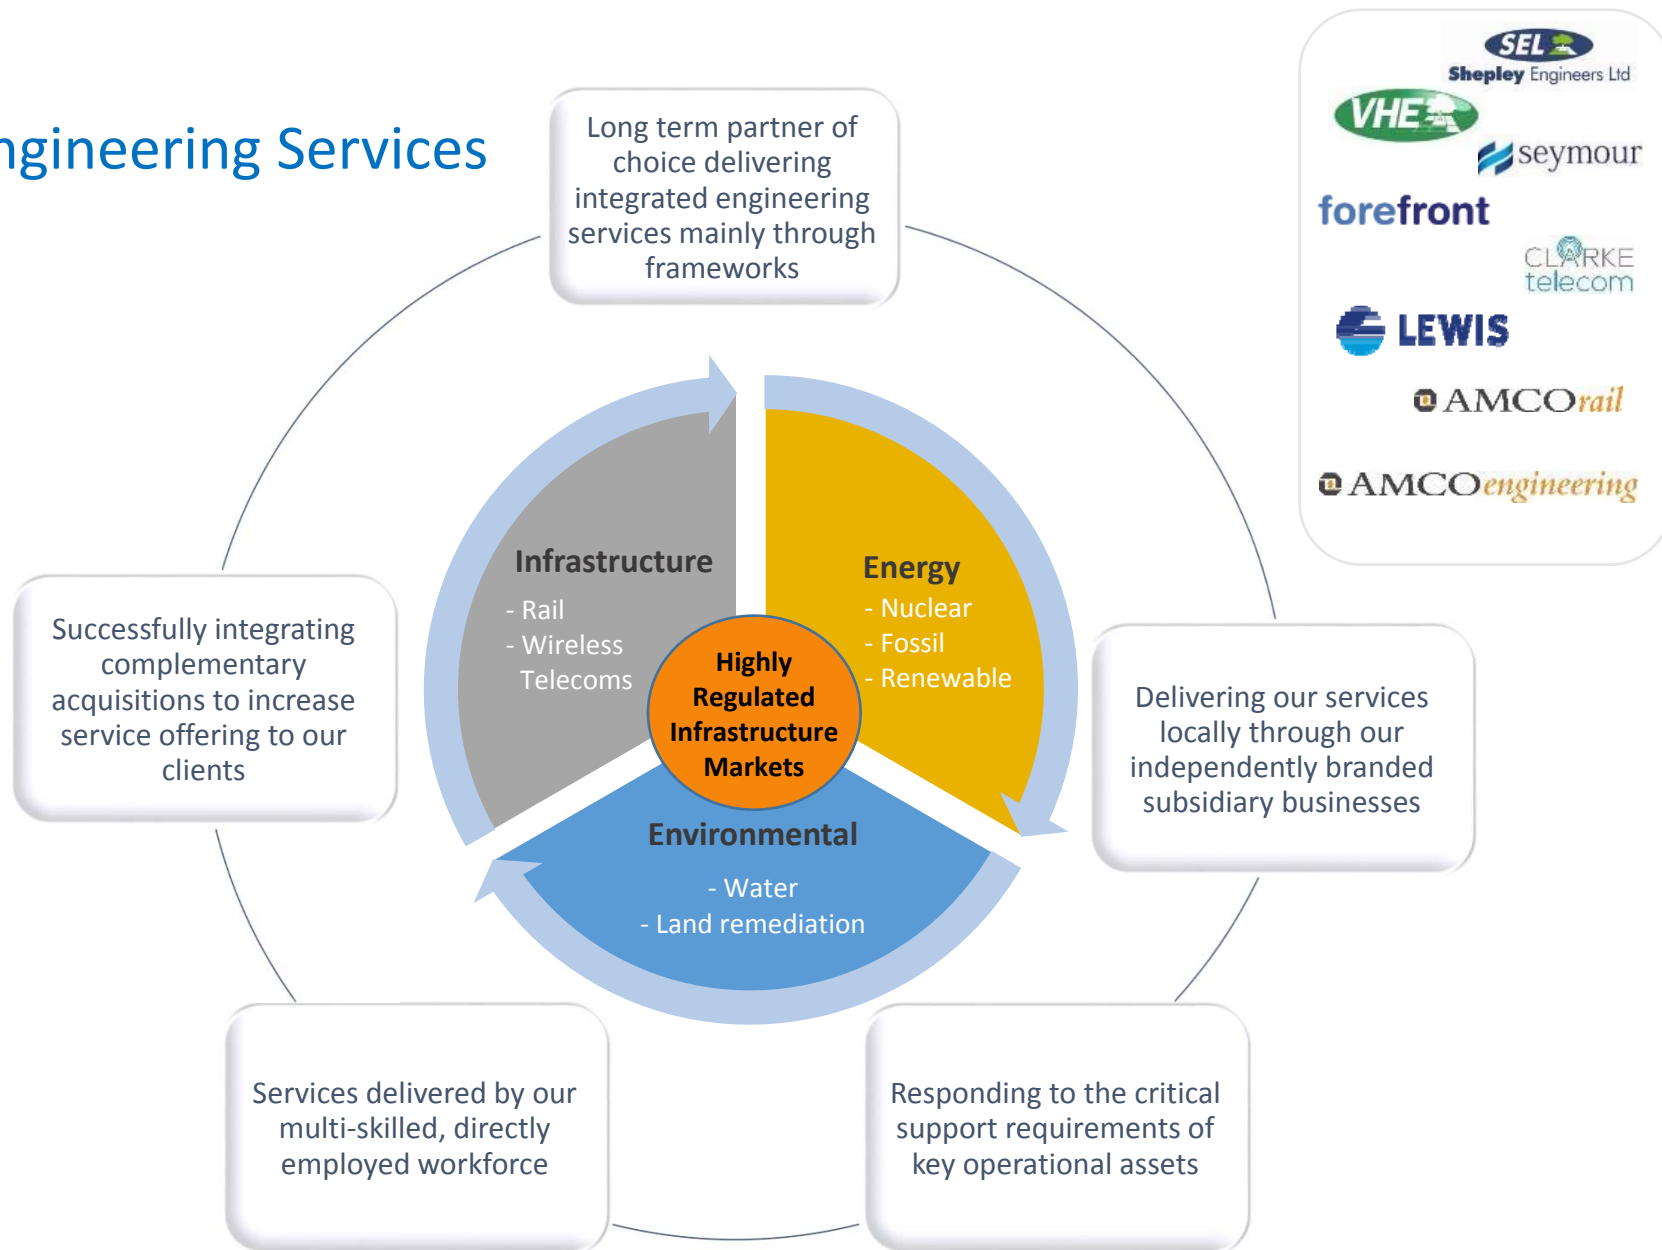 ngineering Services
Long term partner of
choice delivering
integrated engineering
services mainly through
frameworks
SEL
Shepley Engineers Ltd
VHE
seymour
forefront
CLARKE
telecom
LEWIS
AMCOrail
AMCOengineering
Infrastructure
- Rail
- Wireless
Telecoms
Energy
- Nuclear
- Fossil
- Renewable
Highly
Regulated
Infrastructure
Markets
Environmental
- Water
- Land remediation
Successfully integrating
complementary
acquisitions to increase
service offering to our
clients
Delivering our services
locally through our
independently branded
subsidiary businesses
Services delivered by our
multi-skilled, directly
employed workforce
Responding to the critical
support requirements of
key operational assets